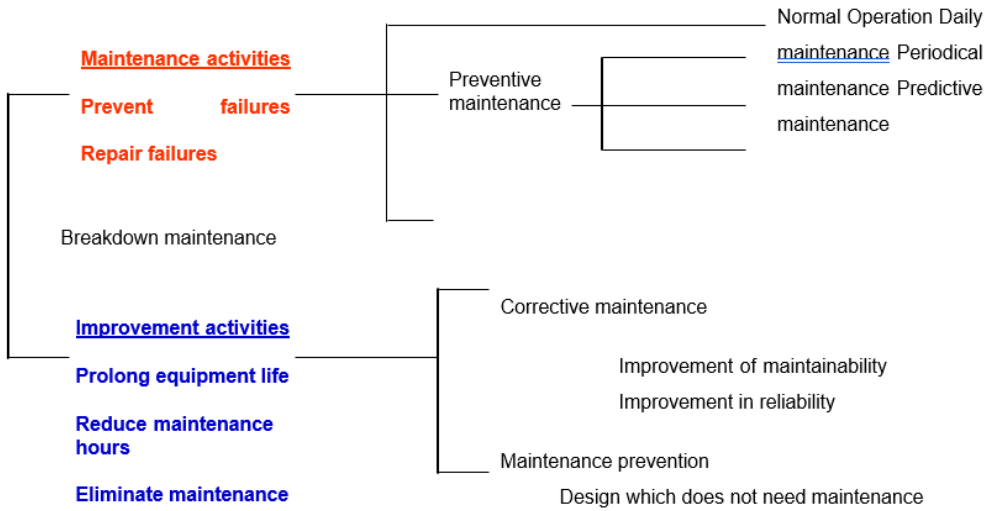 Normal Operation Daily
Maintenance activities
maintenance Periodical
Preventive
maintenance
Prevent failures
maintenance Predictive
maintenance
Repair failures
Breakdown maintenance
Corrective maintenance
Improvement activities
Improvement of maintainability
Prolong equipment life
Improvement in reliability
Reduce maintenance
hours
Maintenance prevention
Eliminate maintenance
Design which does not need maintenance